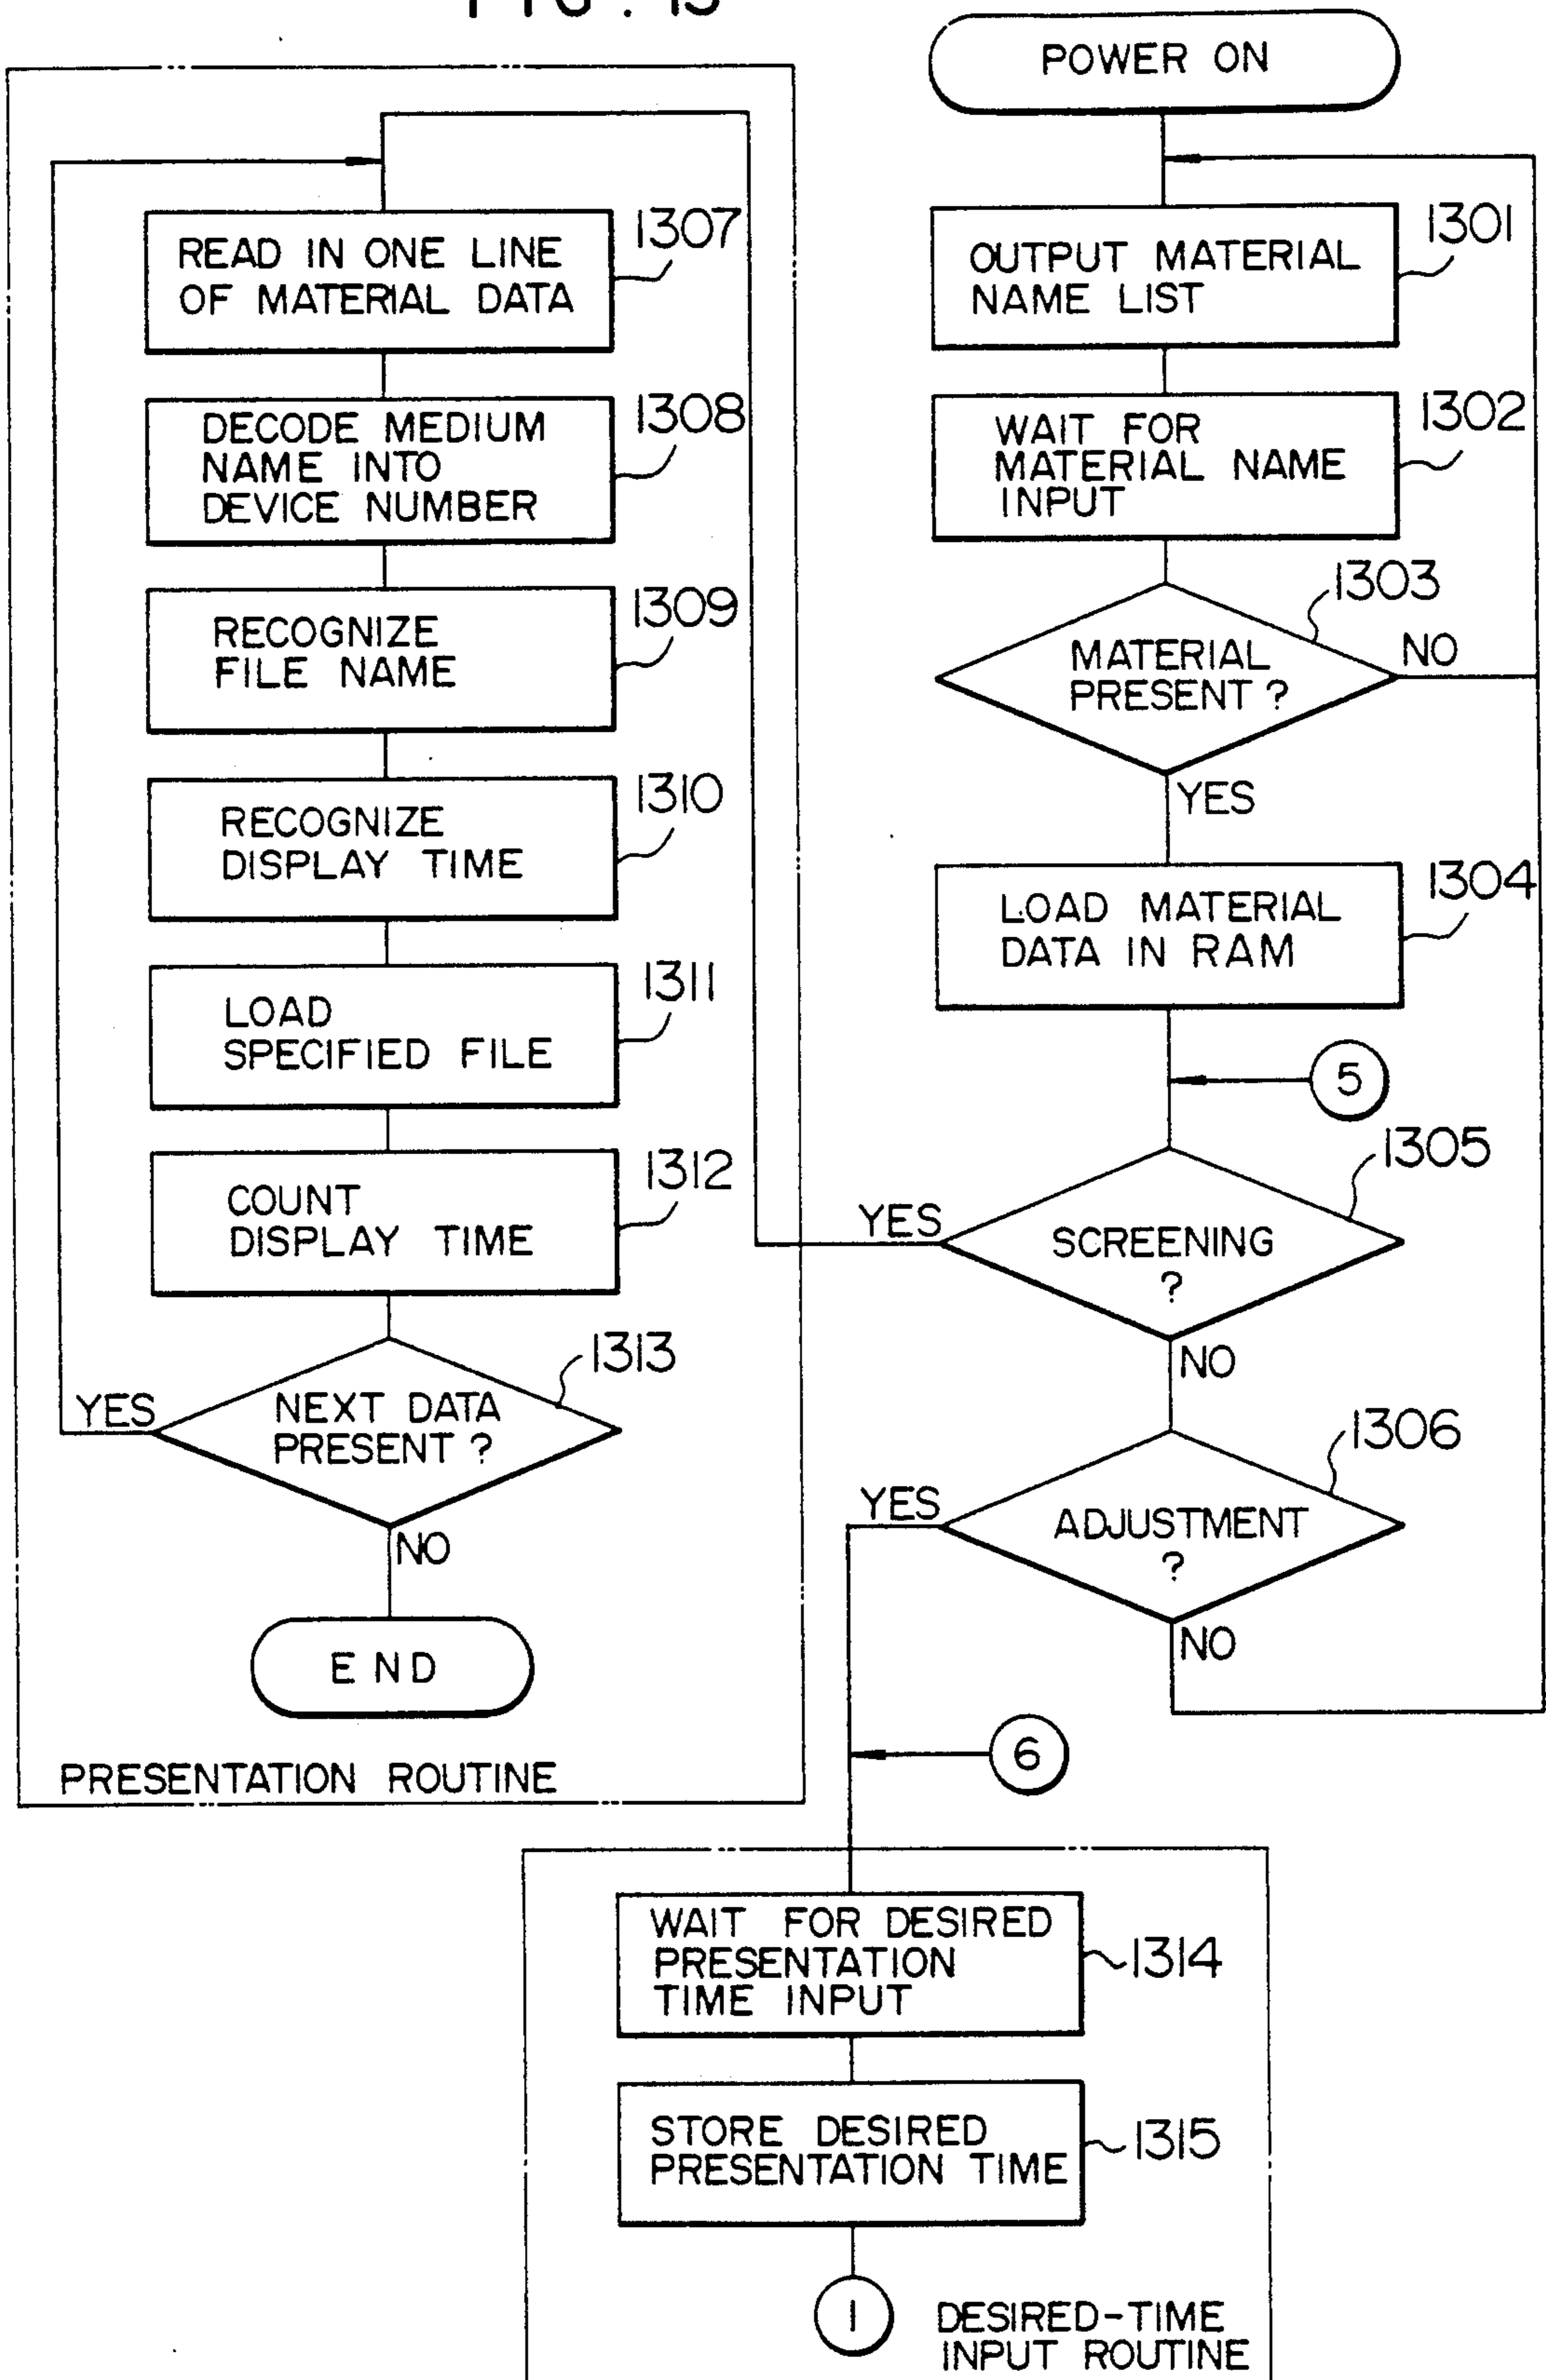 FIG. 13
POWER ON
1301
OUTPUT MATERIAL
NAME LIST
1302
WAIT FOR
MATERIAL NAME
INPUT
1303
MATERIAL
PRESENT ?
NO
YES
1304
LOAD MATERIAL
DATA IN RAM
5
1305
YES
SCREENING
?
NO
1306
YES
ADJUSTMENT
?
NO
6
1307
READ IN ONE LINE
OF MATERIAL DATA
1308
DECODE MEDIUM
NAME INTO
DEVICE NUMBER
1309
RECOGNIZE
FILE NAME
1310
RECOGNIZE
DISPLAY TIME
1311
LOAD
SPECIFIED FILE
1312
COUNT
DISPLAY TIME
1313
YES
NEXT DATA
PRESENT ?
NO
END
PRESENTATION ROUTINE
WAIT FOR DESIRED
PRESENTATION
TIME INPUT
1314
STORE DESIRED
PRESENTATION TIME
1315
1
DESIRED-TIME
INPUT ROUTINE